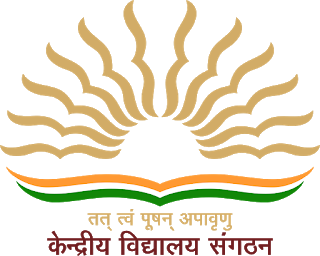 तत् त्वं पूषन् अपावृणु
केन्द्रीय विद्यालय संगठन